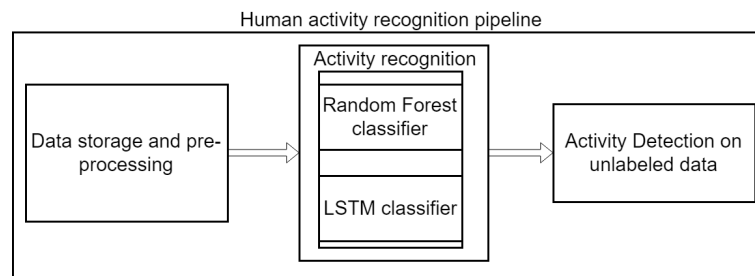 Human activity recognition pipeline
Data storage and pre-
processing
Activity recognition
Random Forest
classifier
LSTM classifier
Activity Detection on
unlabeled data